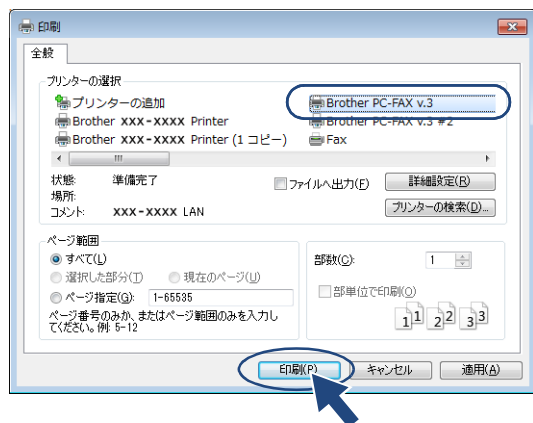 印刷
全般
プリンターの選択
プリンターの追加
Brother PC-FAX v.3
Brother XXX-XXXX Printer
Brother PC-FAX v.3 #2
Brother XXX-XXXX Printer (1 コピー)
Fax
状態: 準備完了
ファイルへ出力(F)
詳細設定(R)
場所:
コメント: XXX-XXXX LAN
プリンターの検索(D)...
ページ範囲
すべて(L)
部数(C): 1
選択した部分(T)
現在のページ(U)
ページ指定(G): 1-65535
部単位で印刷(O)
ページ番号のみか、またはページ範囲のみを入力し
てください。例: 5-12
11 22 33
印刷(P)
キャンセル
適用(A)